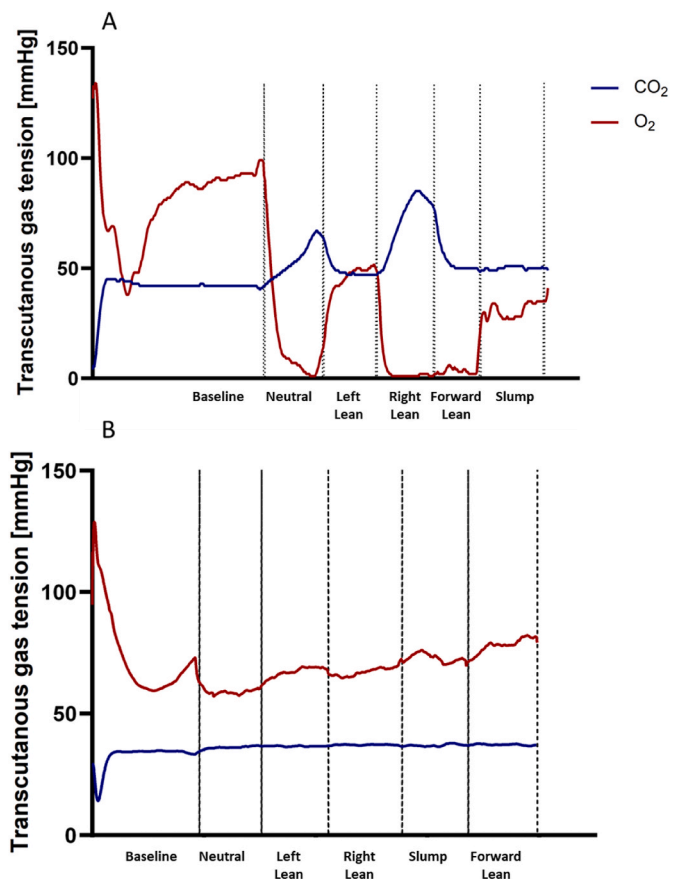 A
Transcutanous gas tension [mmHg]
150
100
50
0
CO₂
O₂
Baseline Neutral Left Right Forward Slump
Lean Lean Lean
B
Transcutanous gas tension [mmHg]
150
100
50
0
Baseline Neutral Left Right Slump Forward
Lean Lean Lean